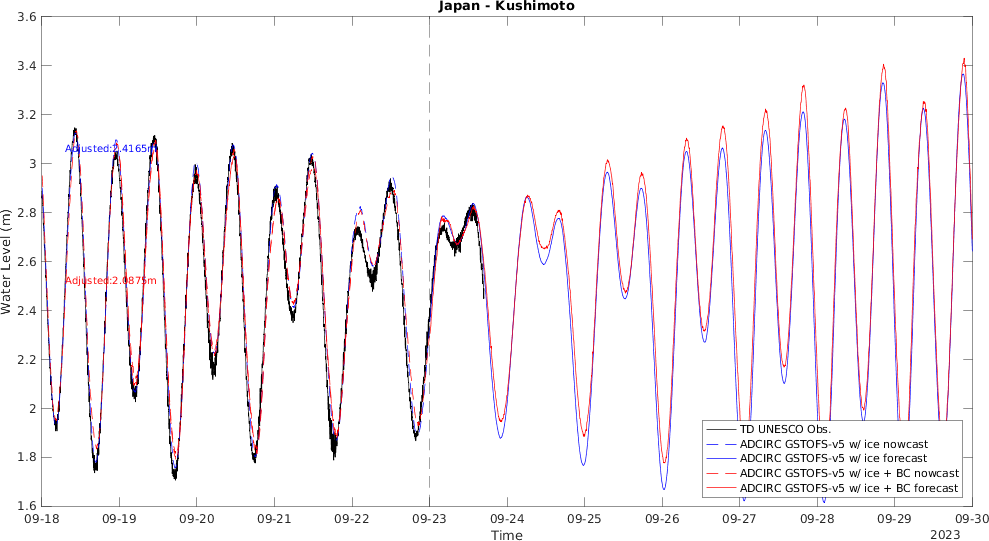 Japan - Kushimoto
3.6
3.4
3.2
3
2.8
2.6
2.4
2.2
2
1.8
1.6
Water Level (m)
Adjusted:2.4165m
Adjusted:2.0875m
TD UNESCO Obs.
ADCIRC GSTOFS-v5 w/ ice nowcast
ADCIRC GSTOFS-v5 w/ ice forecast
ADCIRC GSTOFS-v5 w/ ice + BC nowcast
ADCIRC GSTOFS-v5 w/ ice + BC forecast
09-18 09-19 09-20 09-21 09-22 09-23 09-24 09-25 09-26 09-27 09-28 09-29 09-30
Time
2023